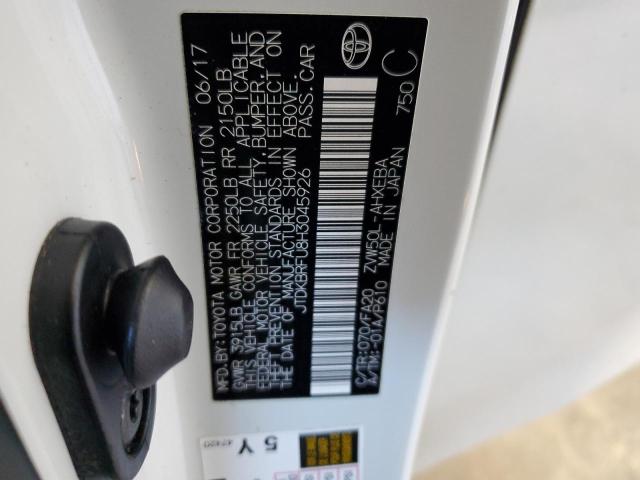 MFD.BY:TOYOTA MOTOR CORPORATION 06/17
GVWR 3915LB GAWR FR 2250LB RR 2150LB
THIS VEHICLE CONFORMS TO ALL APPLICABLE
FEDERAL MOTOR VEHICLE SAFETY,BUMPER, AND
THEFT PREVENTION STANDARDS IN EFFECT ON
THE DATE OF MANUFACTURE SHOWN ABOVE.
JTDKBRFU8H3045926 PASS.CAR
C/TR:070/FA20 ZVW50L-AHXEBA
A/TM:-01A/P610 MADE IN JAPAN 750 C
5 Y
47420